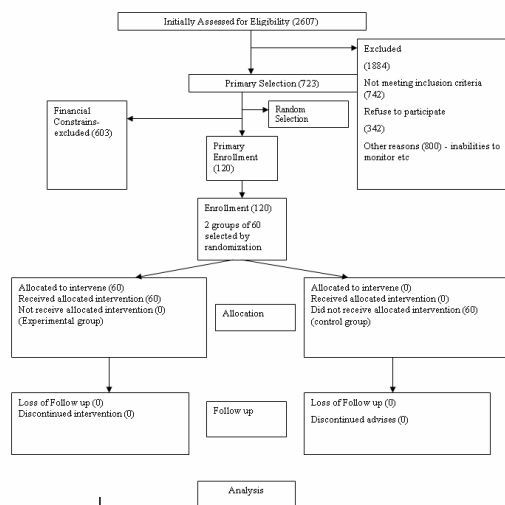 Initially Assessed for Eligibility (2607)
Excluded
(1884)
Not meeting inclusion criteria
(742)
Refuse to participate
(342)
Other reasons (800) - inabilities to
monitor etc
Primary Selection (723)
Financial
Constrains-
excluded (603)
Random
Selection
Primary
Enrollment
(120)
Enrollment (120)
2 groups of 60
selected by
randomization
Allocated to intervene (60)
Received allocated intervention (60)
Not receive allocated intervention (0)
(Experimental group)
Allocation
Allocated to intervene (0)
Received allocated intervention (0)
Did not receive allocated intervention (60)
(control group)
Loss of Follow up (0)
Discontinued intervention (0)
Follow up
Loss of Follow up (0)
Discontinued advises (0)
Analysis